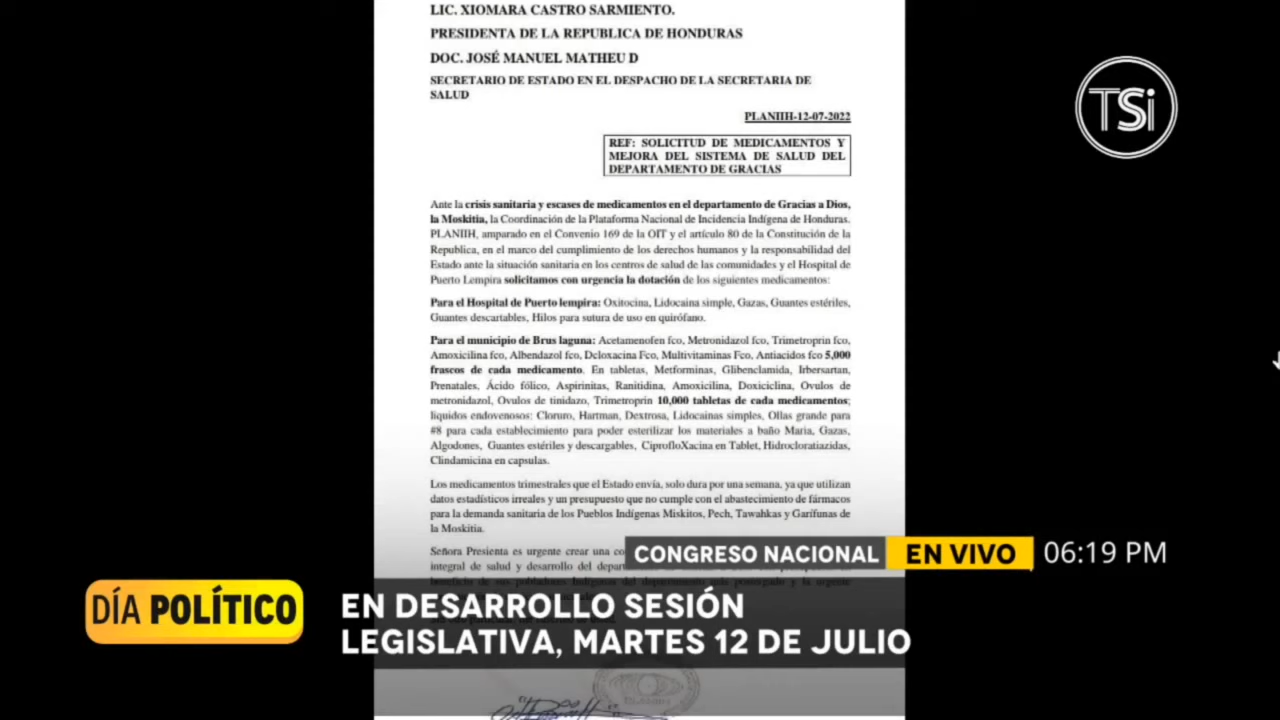 LIC. XIOMARA CASTRO SARMIENTO.
PRESIDENTA DE LA REPUBLICA DE HONDURAS
DOC. JOSÉ MANUEL MATHEU D
SECRETARIO DE ESTADO EN EL DESPACHO DE LA SECRETARIA DE
SALUD
PLANIIH-12-07-2022
REF: SOLICITUD DE MEDICAMENTOS Y
MEJORA DEL SISTEMA DE SALUD DEL
DEPARTAMENTO DE GRACIAS
Ante la crisis sanitaria y escases de medicamentos en el departamento de Gracias a Dios,
la Moskitia, la Coordinación de la Plataforma Nacional de Incidencia Indígena de Honduras.
PLANIIH, amparado en el Convenio 169 de la OIT y el artículo 80 de la Constitución de la
Republica, en el marco del cumplimiento de los derechos humanos y la responsabilidad del
Estado ante la situación sanitaria en los centros de salud de las comunidades y el Hospital de
Puerto Lempira solicitamos con urgencia la dotación de los siguientes medicamentos:
Para el Hospital de Puerto lempira: Oxitocina, Lidocaina simple, Gazas, Guantes estériles,
Guantes descartables, Hilos para sutura de uso en quirófano.
Para el municipio de Brus laguna: Acetamenofen fco, Metronidazol fco, Trimetroprin fco,
Amoxicilina fco, Albendazol fco, Dcloxacina Fco, Multivitaminas Fco, Antiacidos fco 5,000
frascos de cada medicamento. En tabletas, Metforminas, Glibenclamida, Irbersartan,
Prenatales, Ácido fólico, Aspirinitas, Ranitidina, Amoxicilina, Doxiciclina, Ovulos de
metronidazol, Ovulos de tinidazo, Trimetroprin 10,000 tabletas de cada medicamentos;
liquidos endovenosos: Cloruro, Hartman, Dextrosa, Lidocainas simples, Ollas grande para
#8 para cada establecimiento para poder esterilizar los materiales a baño Maria, Gazas,
Algodones, Guantes estériles y descargables, CiprofloXacina en Tablet, Hidrocloratiazidas,
Clindamicina en capsulas.
Los medicamentos trimestrales que el Estado envía, solo dura por una semana, ya que utilizan
datos estadísticos irreales y un presupuesto que no cumple con el abastecimiento de fármacos
para la demanda sanitaria de los Pueblos Indígenas Miskitos, Pech, Tawahkas y Garífunas de
la Moskitia.
Señora Presienta es urgente crear una
integral de salud y desarrollo del
TSi
CONGRESO NACIONAL EN VIVO 06:19 PM
DÍA POLÍTICO
EN DESARROLLO SESIÓN
LEGISLATIVA, MARTES 12 DE JULIO